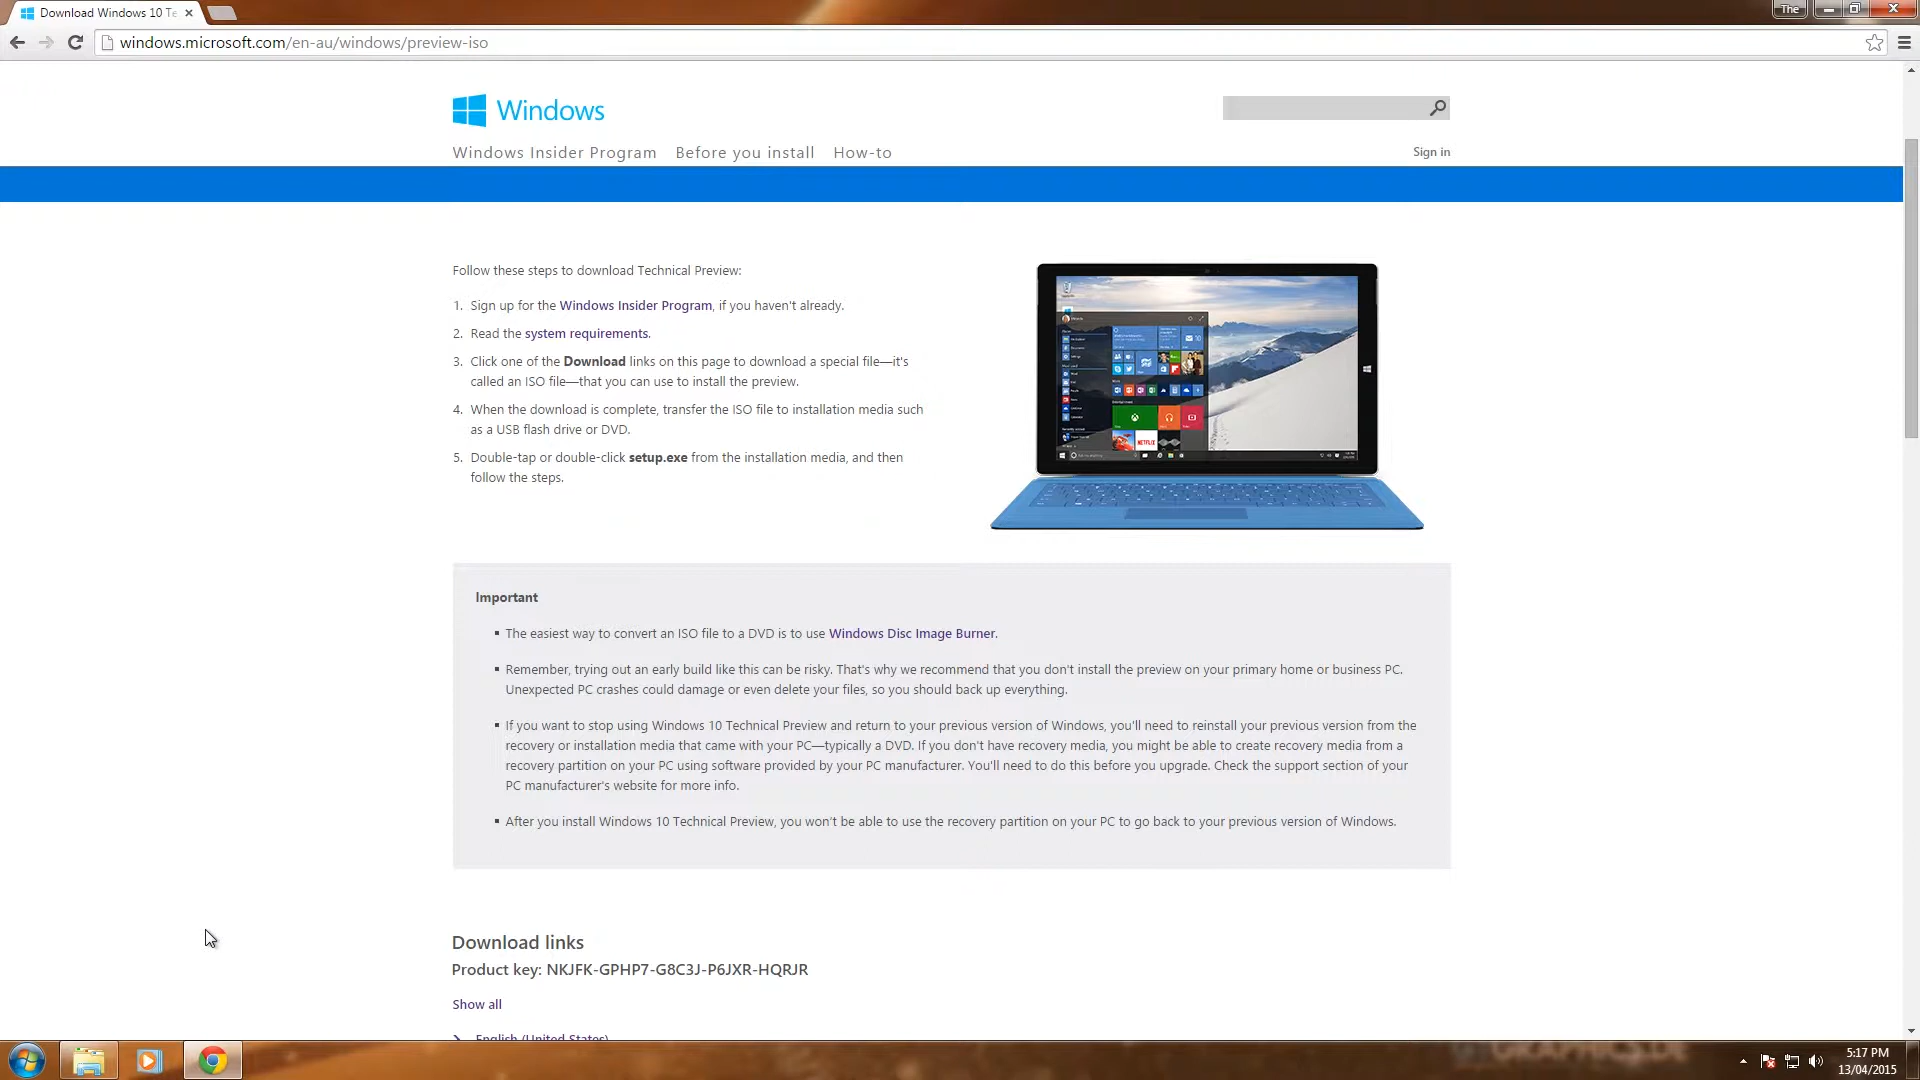 Download Windows 10 Te
The
windows.microsoft.com/en-au/windows/preview-iso
Windows
Windows Insider Program Before you install How-to
Sign in
Follow these steps to download Technical Preview:
1. Sign up for the Windows Insider Program, if you haven't already.
2. Read the system requirements.
3. Click one of the Download links on this page to download a special file—it's
called an ISO file—that you can use to install the preview.
4. When the download is complete, transfer the ISO file to installation media such
as a USB flash drive or DVD.
5. Double-tap or double-click setup.exe from the installation media, and then
follow the steps.
NETFLIX
Important
▪ The easiest way to convert an ISO file to a DVD is to use Windows Disc Image Burner.
▪ Remember, trying out an early build like this can be risky. That's why we recommend that you don't install the preview on your primary home or business PC.
Unexpected PC crashes could damage or even delete your files, so you should back up everything.
▪ If you want to stop using Windows 10 Technical Preview and return to your previous version of Windows, you'll need to reinstall your previous version from the
recovery or installation media that came with your PC—typically a DVD. If you don't have recovery media, you might be able to create recovery media from a
recovery partition on your PC using software provided by your PC manufacturer. You'll need to do this before you upgrade. Check the support section of your
PC manufacturer's website for more info.
▪ After you install Windows 10 Technical Preview, you won't be able to use the recovery partition on your PC to go back to your previous version of Windows.
Download links
Product key: NKJFK-GPHP7-G8C3J-P6JXR-HQRJR
Show all
English (United States)
5:17 PM
13/04/2015